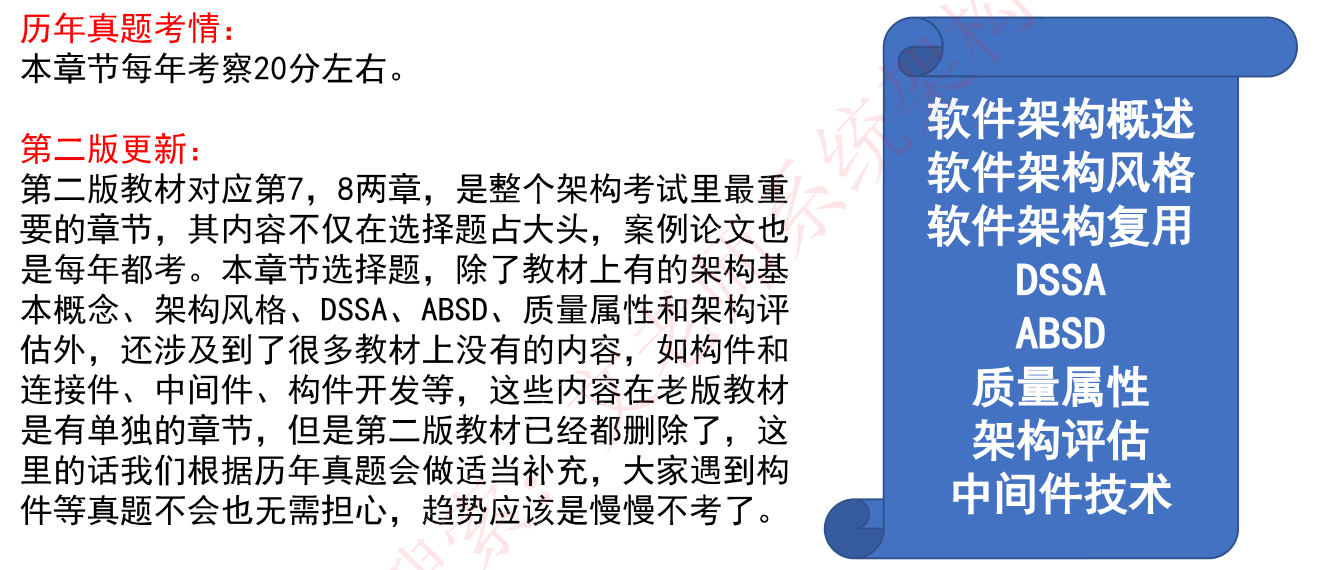 历年真题考情：
本章节每年考察20分左右。
第二版更新：
第二版教材对应第7，8两章，是整个架构考试里最重
要的章节，其内容不仅在选择题占大头，案例论文也
是每年都考。本章节选择题，除了教材上有的架构基
本概念、架构风格、DSSA、ABSD、质量属性和架构评
估外，还涉及到了很多教材上没有的内容，如构件和
连接件、中间件、构件开发等，这些内容在老版教材
是有单独的章节，但是第二版教材已经都删除了，这
里的话我们根据历年真题会做适当补充，大家遇到构
件等真题不会也无需担心，趋势应该是慢慢不考了。
软件架构概述
软件架构风格
软件架构复用
DSSA
ABSD
质量属性
架构评估
中间件技术
搜索：文老师系统架构